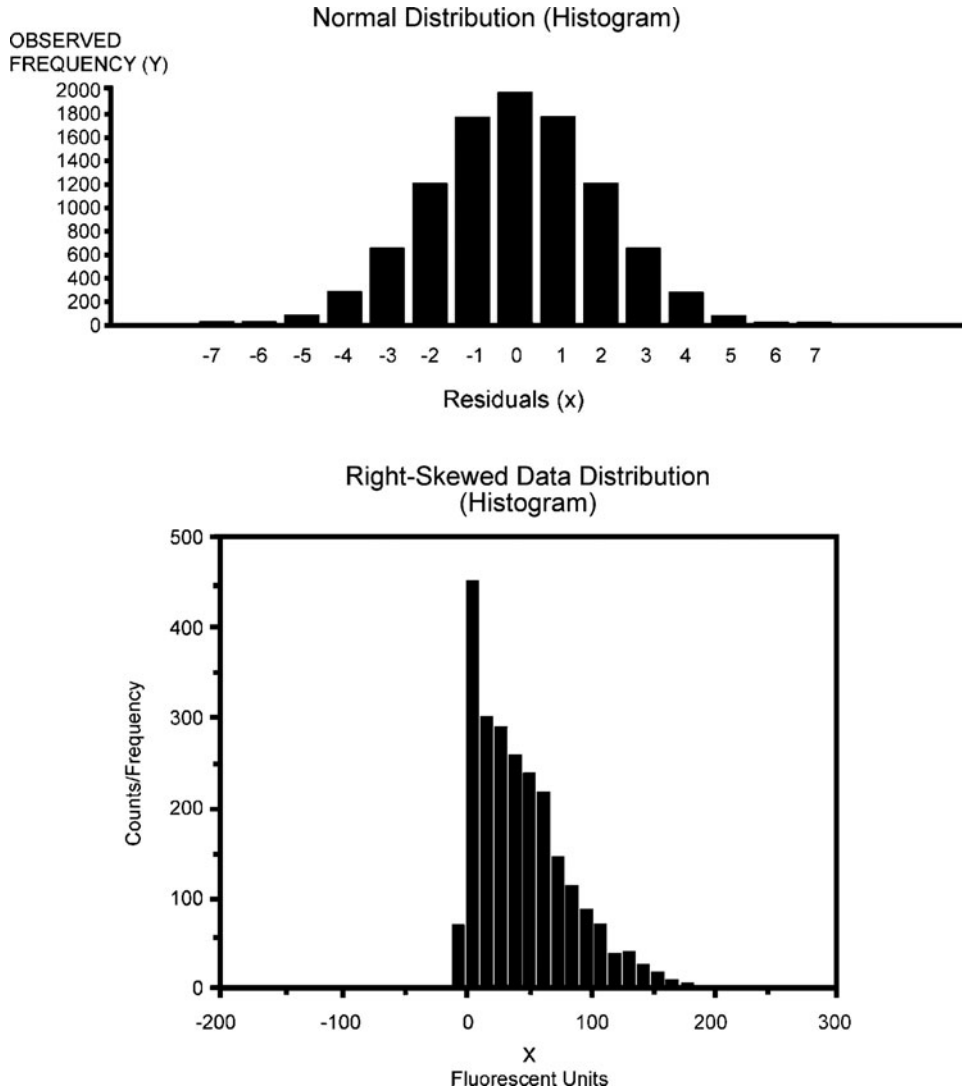 Normal Distribution (Histogram)
OBSERVED
FREQUENCY (Y)
2000
1800
1600
1400
1200
1000
800
600
400
200
0
-7 -6 -5 -4 -3 -2 -1 0 1 2 3 4 5 6 7
Residuals (x)
Right-Skewed Data Distribution
(Histogram)
500
400
300
200
100
0
Counts/Frequency
-200 -100 0 100 200 300
X
Fluorescent Units